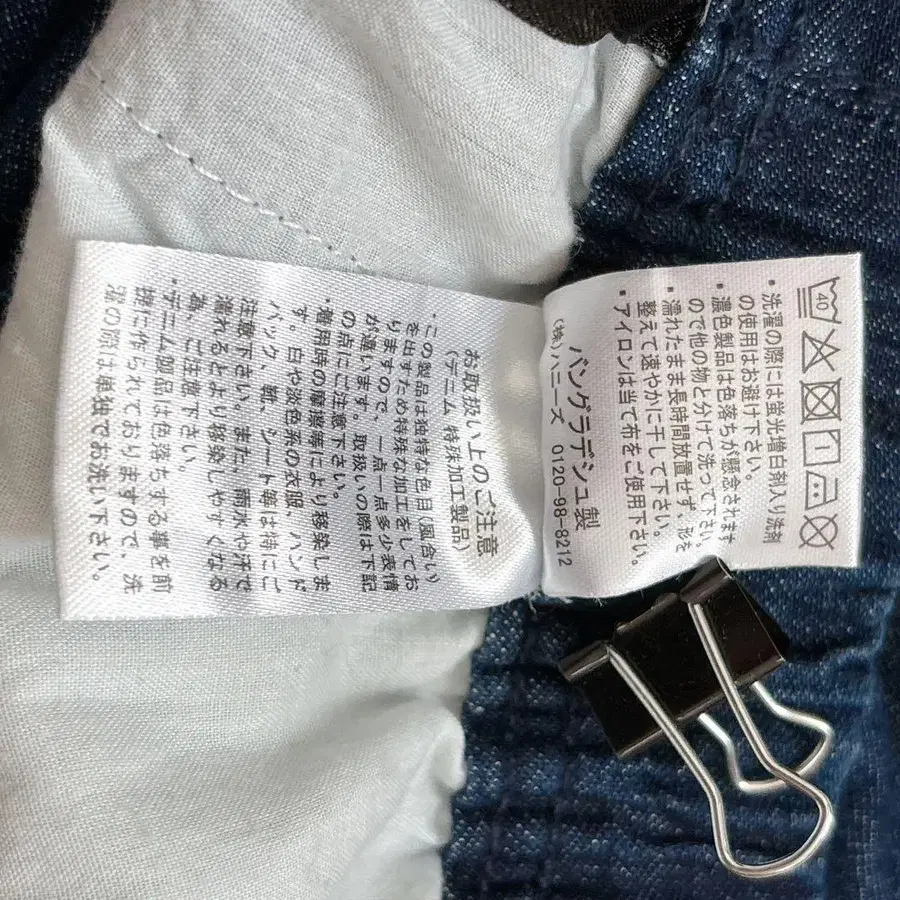 40
・洗濯の際には蛍光増白剤入り洗剤
の使用はお避け下さい。
・濃色製品は色落ちが懸念されます
ので他の物と分けて洗って下さい。
・濡れたまま長時間放置せず、形を
整えて速やかに干して下さい。
・アイロンは当て布をご使用下さい。
バングラデシュ製
(株)ハニーズ 0120-98-8212
お取扱い上のご注意
(デニム 特殊加工製品)
・この製品は独特な色目(風合い)
を出すため特殊な加工をしてお
りますので、一点一点多少表情
が違います。取扱いの際は下記
の点にご注意下さい。
・着用時の摩擦等により移染しま
す。白や淡色系の衣服、ハンド
バック、靴、シート等は特にご
注意下さい。また、雨水や汗で
濡れるとより移染しやすくなる
為、ご注意下さい。
・デニム製品は色落ちする事を前
提に作られておりますので、洗
濯の際は単独でお洗い下さい。